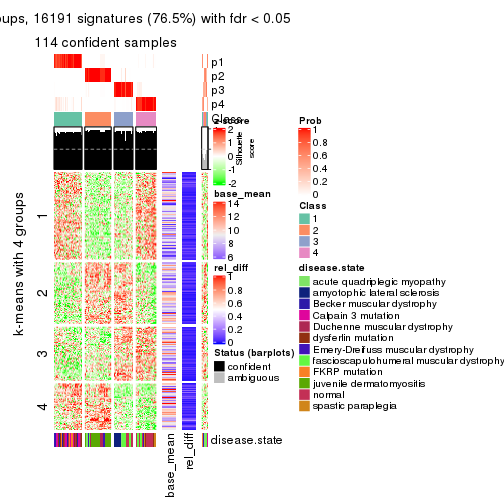 ups, 16191 signatures (76.5%) with fdr < 0.05
114 confident samples
p1
p2
p3
p4
Class
Silhouette
score
k-means with 4 groups
1
2
3
4
base_mean
rel_diff
disease.state
z-score
2
1
0
-1
-2
base_mean
14
12
10
8
6
rel_diff
1
0.8
0.6
0.4
0.2
0
Status (barplots)
confident
ambiguous
Prob
1
0.8
0.6
0.4
0.2
0
Class
1
2
3
4
disease.state
acute quadriplegic myopathy
amyotophic lateral sclerosis
Becker muscular dystrophy
Calpain 3 mutation
Duchenne muscular dystrophy
dysferlin mutation
Emery-Dreifuss muscular dystrophy
fascioscapulohumeral muscular dystrophy
FKRP mutation
juvenile dermatomyositis
normal
spastic paraplegia